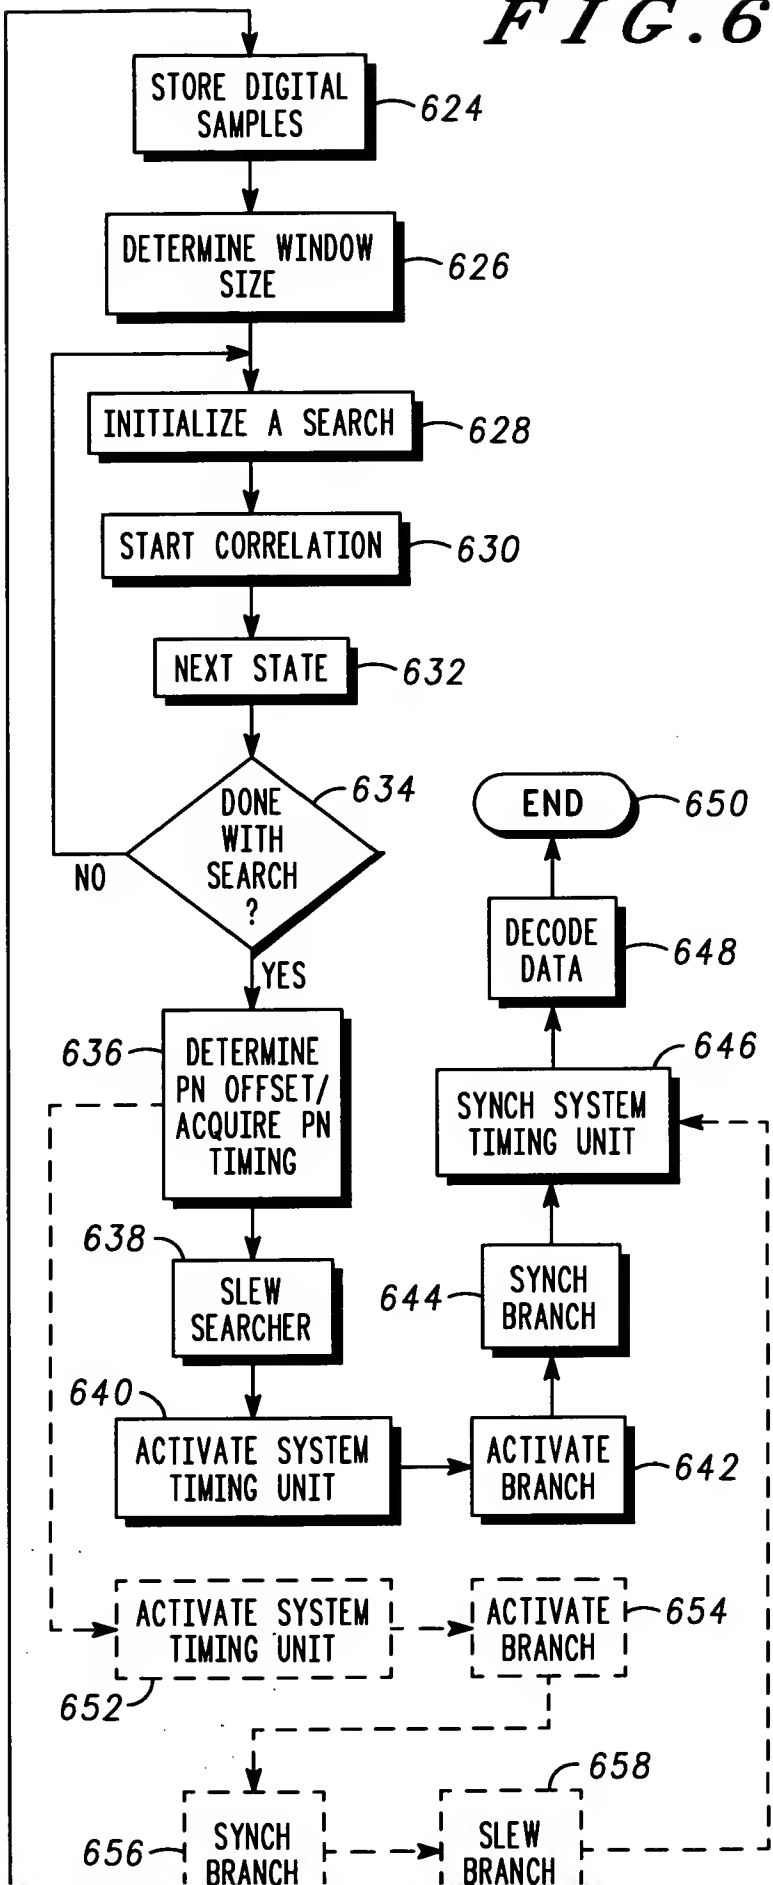 FIG.6
STORE DIGITAL
SAMPLES
624
DETERMINE WINDOW
SIZE
626
INITIALIZE A SEARCH
628
START CORRELATION
630
NEXT STATE
632
DONE
WITH
SEARCH
?
634
NO
YES
636
DETERMINE
PN OFFSET/
ACQUIRE PN
TIMING
638
SLEW
SEARCHER
640
ACTIVATE SYSTEM
TIMING UNIT
ACTIVATE
BRANCH
642
644
SYNCH
BRANCH
SYNCH SYSTEM
TIMING UNIT
646
DECODE
DATA
648
END
650
ACTIVATE SYSTEM
TIMING UNIT
652
ACTIVATE
BRANCH
654
656
SYNCH
BRANCH
658
SLEW
BRANCH